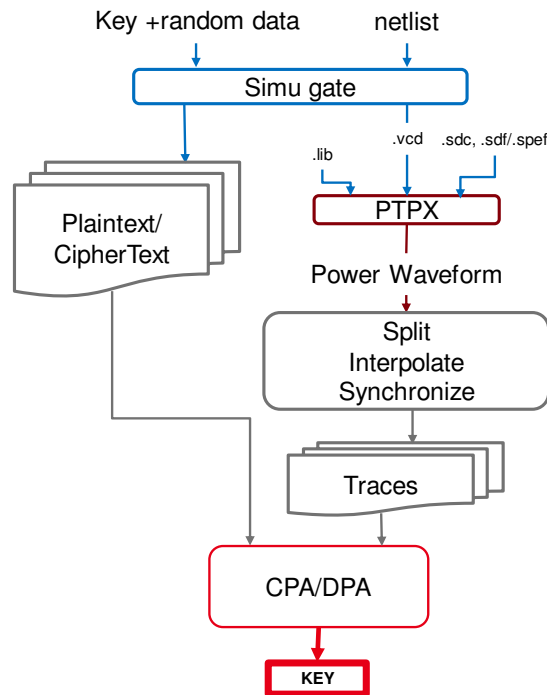 Key +random data
netlist
Simu gate
.lib
.vcd
.sdc, .sdf/.spef
Plaintext/
CipherText
PTPX
Power Waveform
Split
Interpolate
Synchronize
Traces
CPA/DPA
KEY